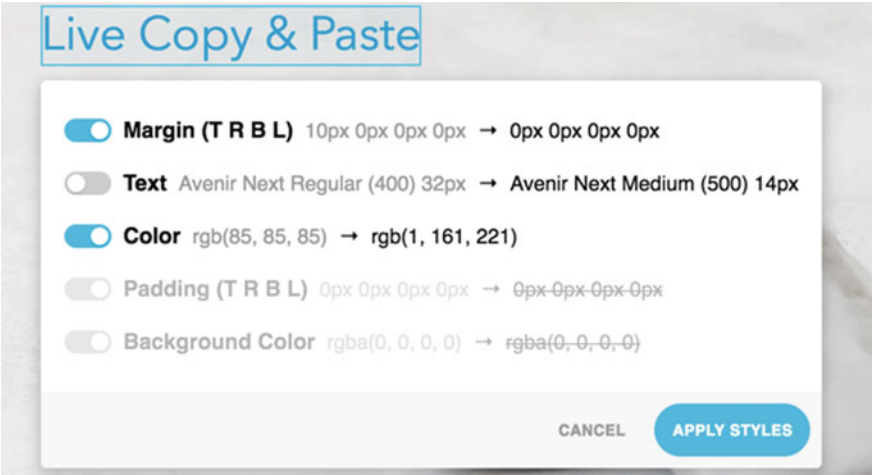 Live Copy & Paste
Margin (T R B L) 10px 0px 0px 0px → 0px 0px 0px 0px
Text Avenir Next Regular (400) 32px → Avenir Next Medium (500) 14px
Color rgb(85, 85, 85) → rgb(1, 161, 221)
Padding (T R B L) 0px 0px 0px 0px → 0px 0px 0px 0px
Background Color rgba(0, 0, 0, 0) → rgba(0, 0, 0, 0)
CANCEL APPLY STYLES